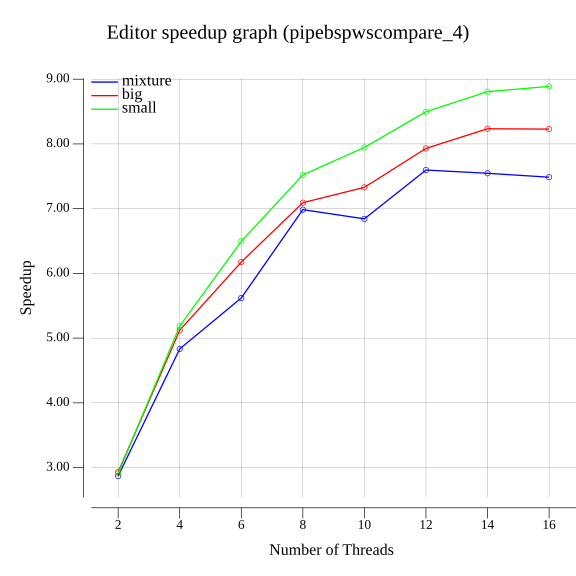 Editor speedup graph (pipebspwscompare_4)
mixture
big
small
9.00
8.00
7.00
6.00
5.00
4.00
3.00
Speedup
2 4 6 8 10 12 14 16
Number of Threads